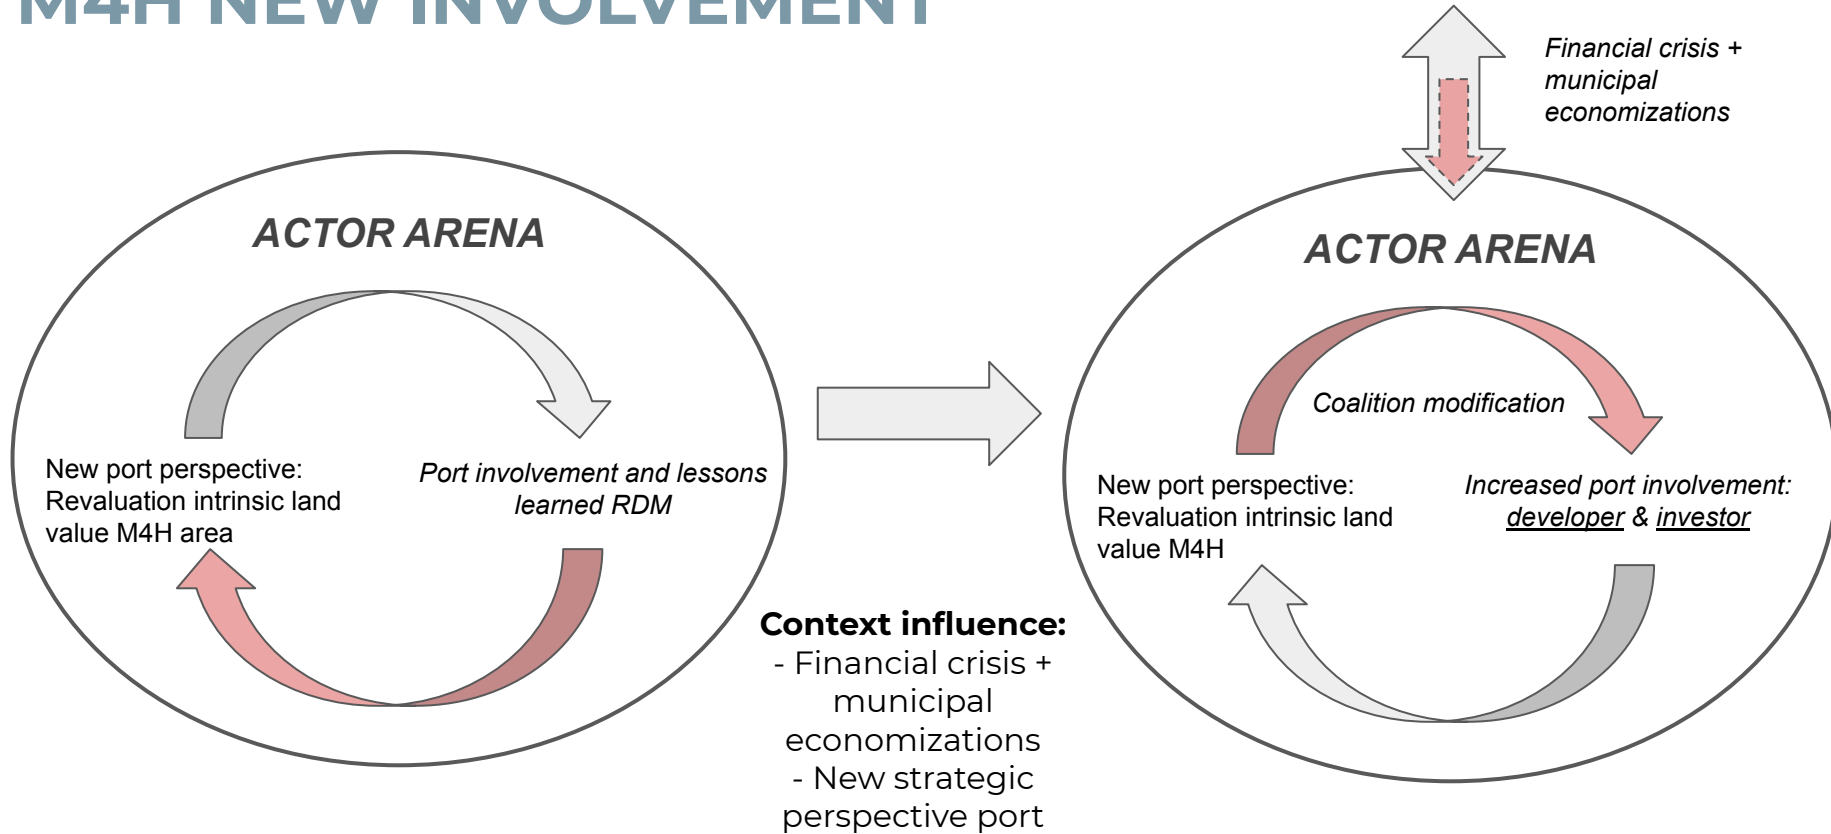 M4H NEW INVOLVEMENT
Financial crisis +
municipal
economizations
ACTOR ARENA
New port perspective:
Revaluation intrinsic land
value M4H area
Port involvement and lessons
learned RDM
ACTOR ARENA
Coalition modification
New port perspective:
Revaluation intrinsic land
value M4H
Increased port involvement:
developer & investor
Context influence:
- Financial crisis +
municipal
economizations
- New strategic
perspective port